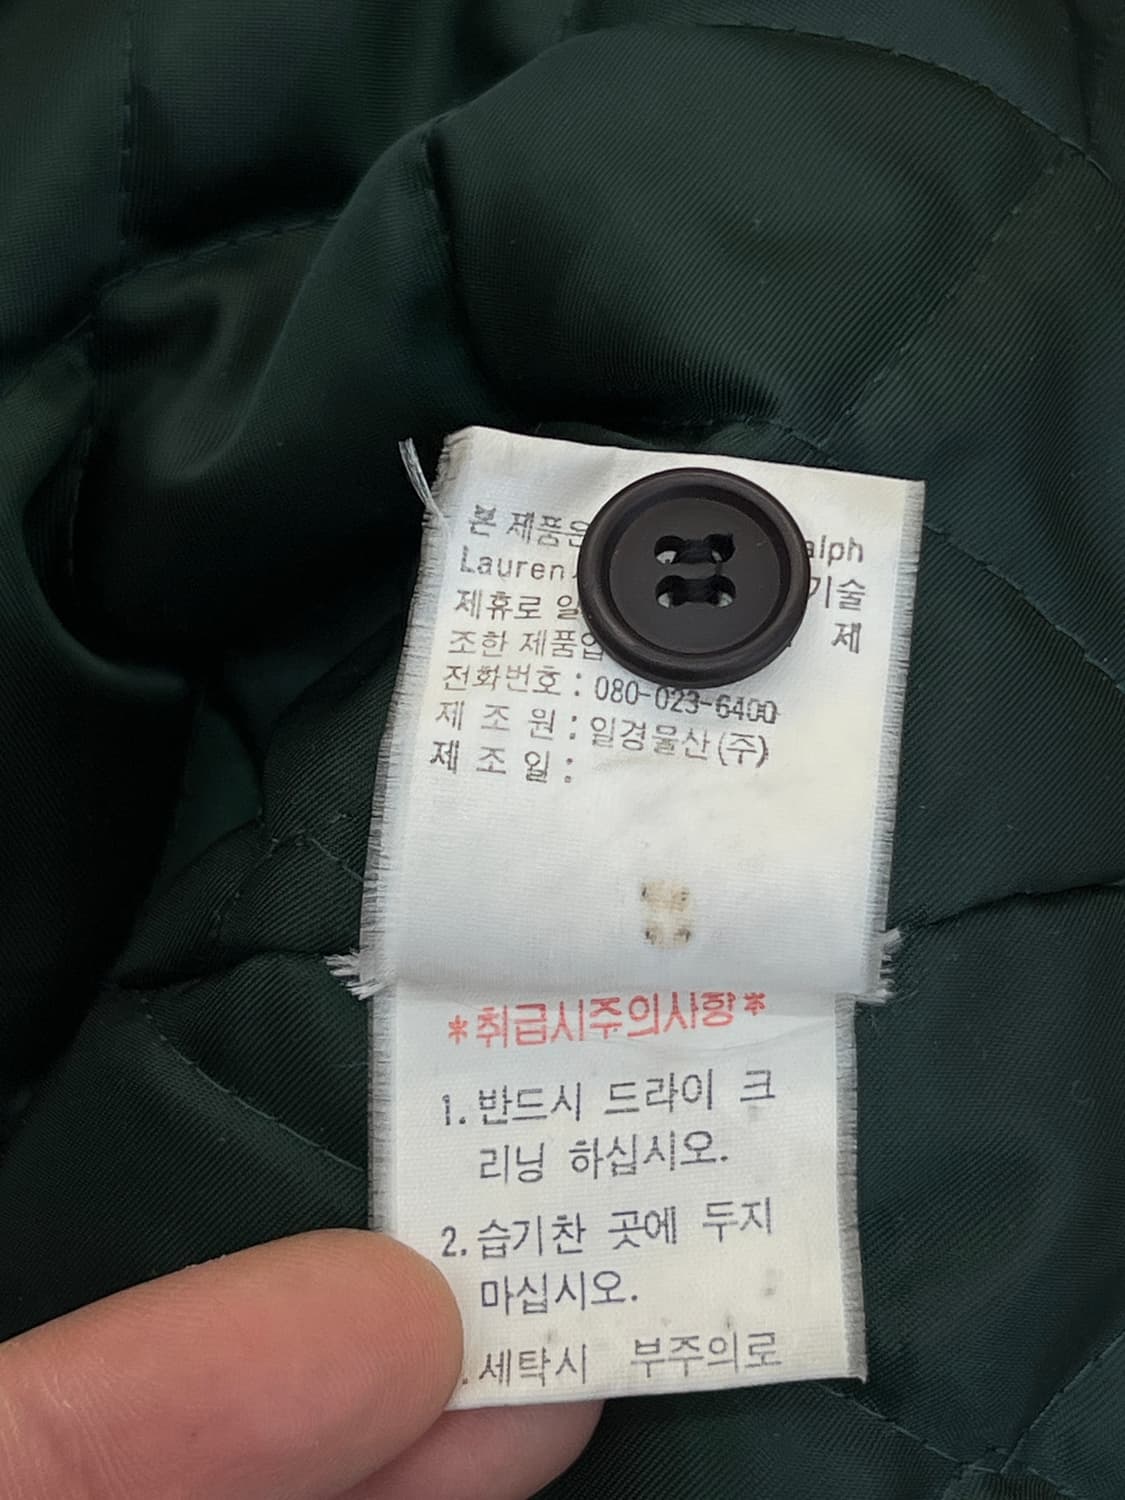 본 제품은 alph
Lauren 기술
제휴로 일
조한 제품입 제
전화번호 : 080-023-6400
제 조 원 : 일경물산(주)
제 조 일 :
*취급시주의사항*
1. 반드시 드라이 크
리닝 하십시오.
2. 습기찬 곳에 두지
마십시오.
. 세탁시 부주의로